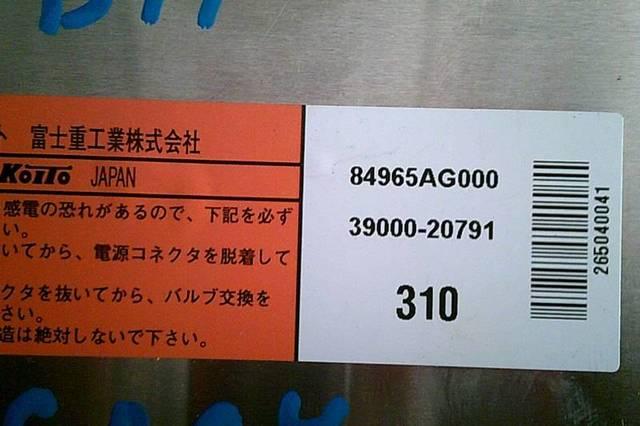 富士重工業株式会社
KOITO JAPAN
感電の恐れがあるので、下記を必ず
い。
いてから、電源コネクタを脱着して
クタを抜いてから、バルブ交換を
さい。
造は絶対しないで下さい。
84965AG000
39000-20791
310
265040041